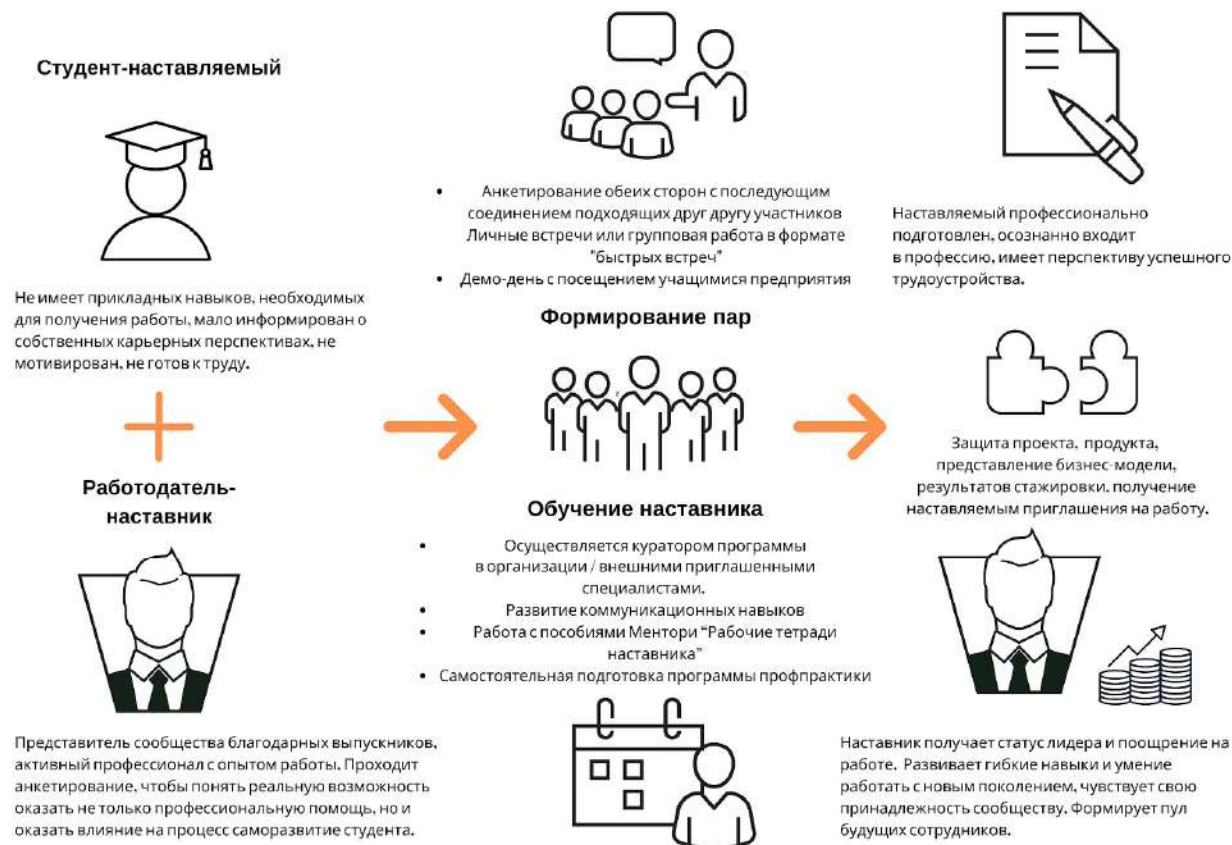 Студент-наставляемый
Не имеет прикладных навыков, необходимых
для получения работы, мало информирован о
собственных карьерных перспективах, не
мотивирован, не готов к труду.
Работодатель-
наставник
Представитель сообщества благодарных выпускников,
активный профессионал с опытом работы. Проходит
анкетирование, чтобы понять реальную возможность
оказать не только профессиональную помощь, но и
оказать влияние на процесс саморазвитие студента.
• Анкетирование обеих сторон с последующим
соединением подходящих друг другу участников
Личные встречи или групповая работа в формате
"быстрых встреч"
• Демо-день с посещением учащимися предприятия
Формирование пар
Обучение наставника
• Осуществляется куратором программы
в организации / внешними приглашенными
специалистами.
• Развитие коммуникационных навыков
• Работа с пособиями Ментори “Рабочие тетради
наставника”
• Самостоятельная подготовка программы профпрактики
Наставляемый профессионально
подготовлен, осознанно входит
в профессию, имеет перспективу успешного
трудоустройства.
Защита проекта, продукта,
представление бизнес-модели,
результатов стажировки, получение
наставляемым приглашения на работу.
Наставник получает статус лидера и поощрение на
работе. Развивает гибкие навыки и умение
работать с новым поколением, чувствует свою
принадлежность сообществу. Формирует пул
будущих сотрудников.